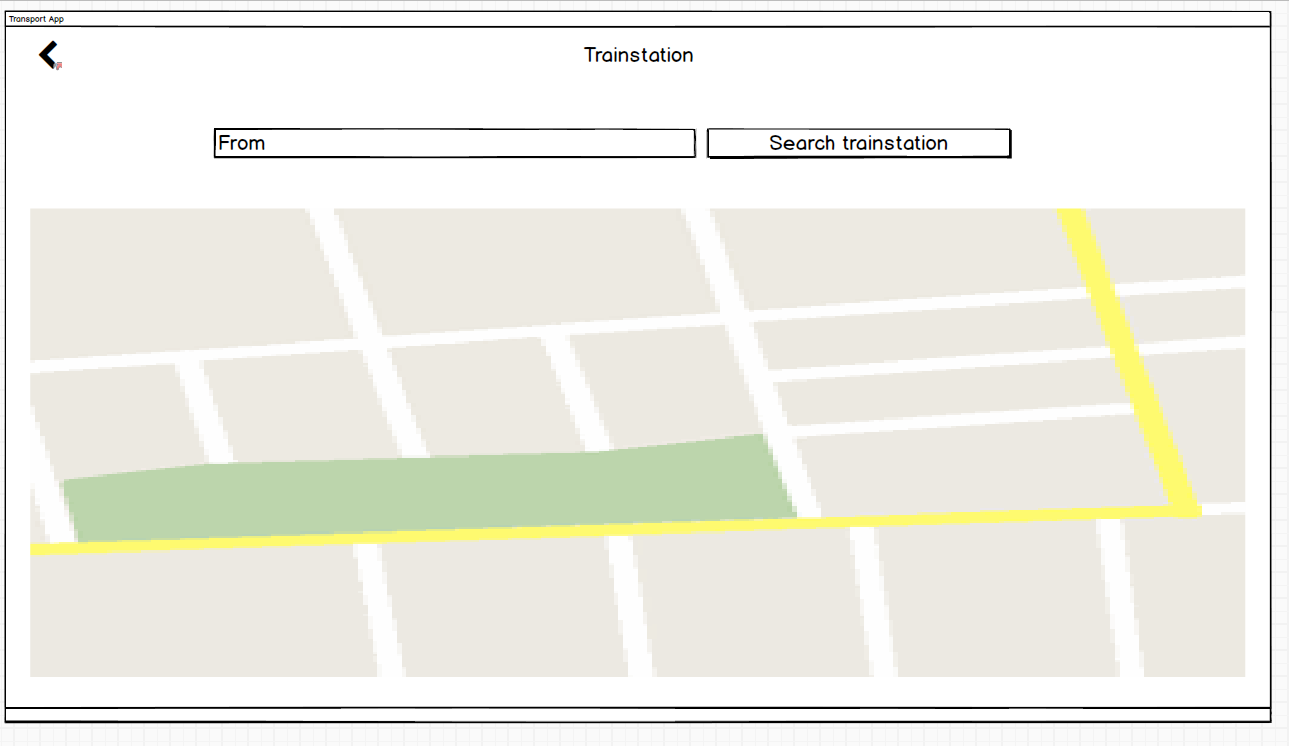 Transport App
Trainstation
From
Search trainstation